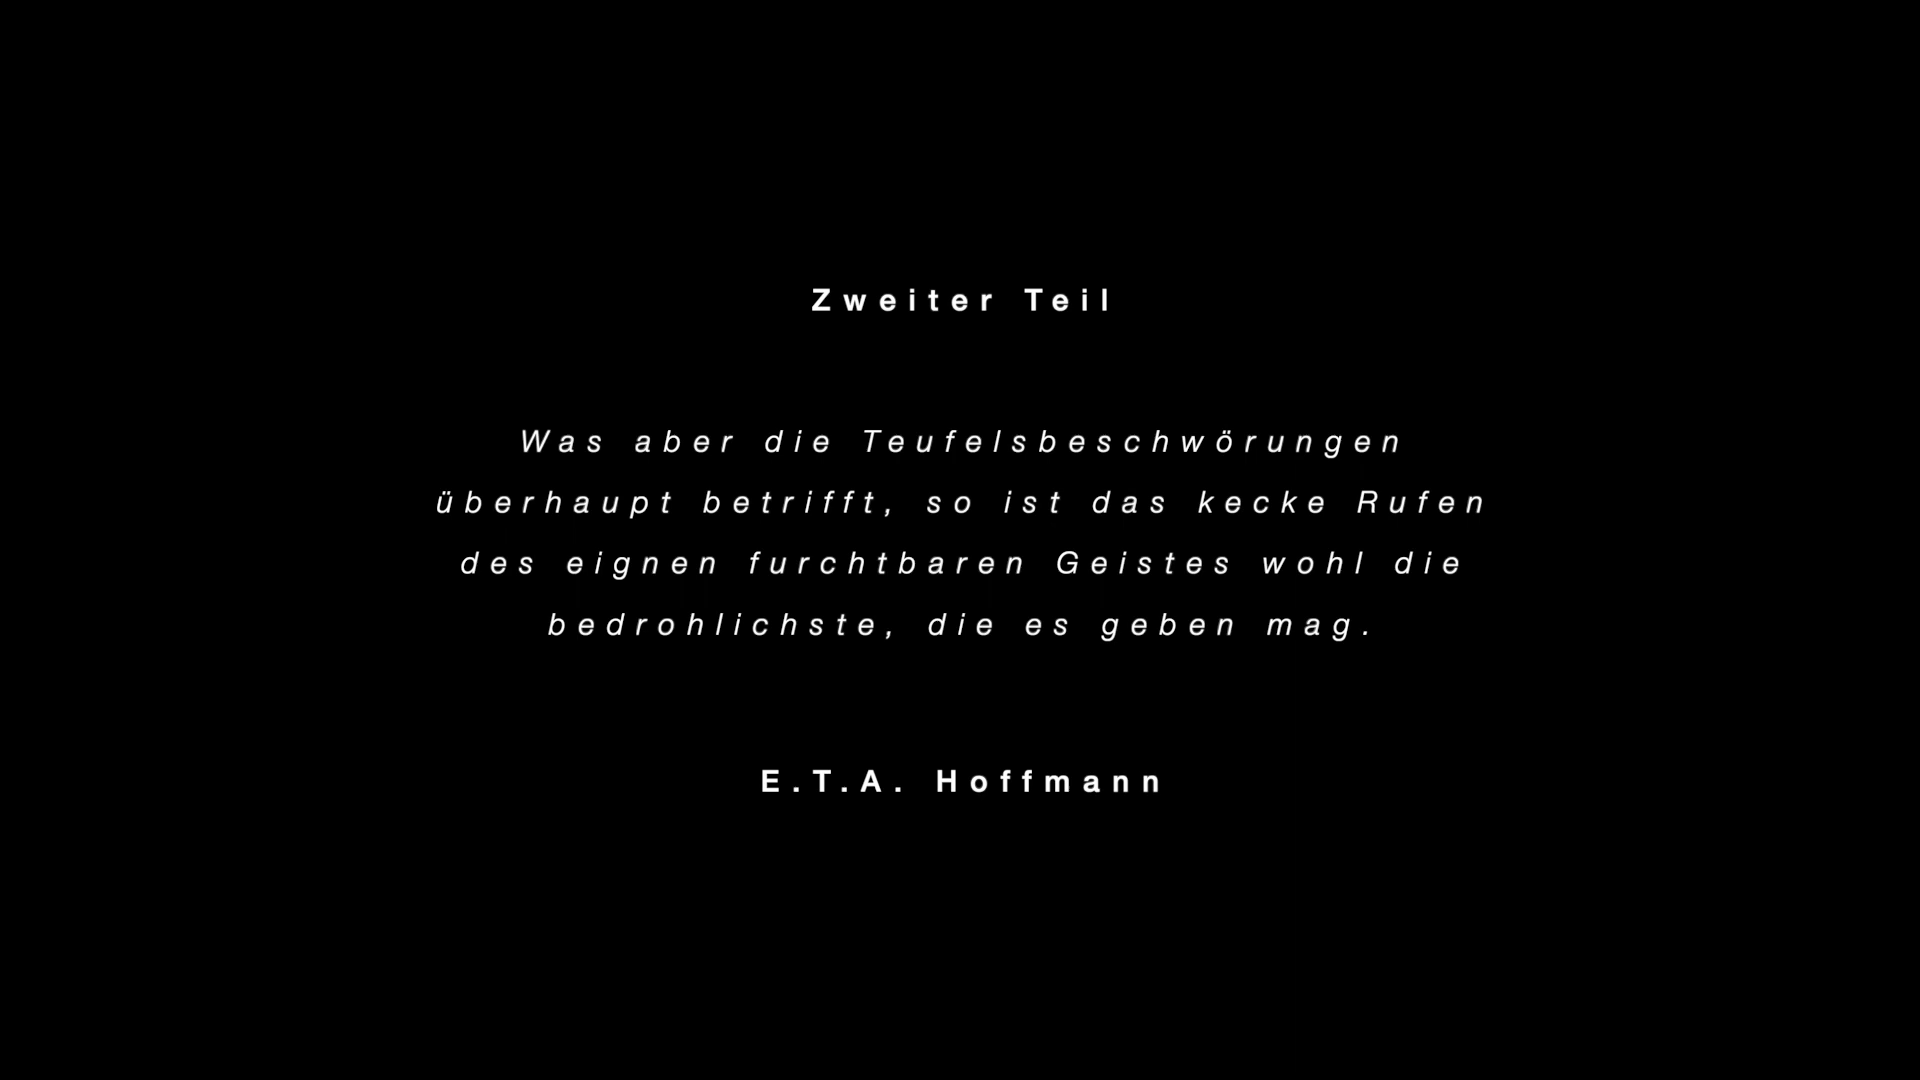 Zweiter Teil
Was aber die Teufelsbeschwörungen
überhaupt betrifft, so ist das kecke Rufen
des eignen furchtbaren Geistes wohl die
bedrohlichste, die es geben mag.
E.T.A. Hoffmann